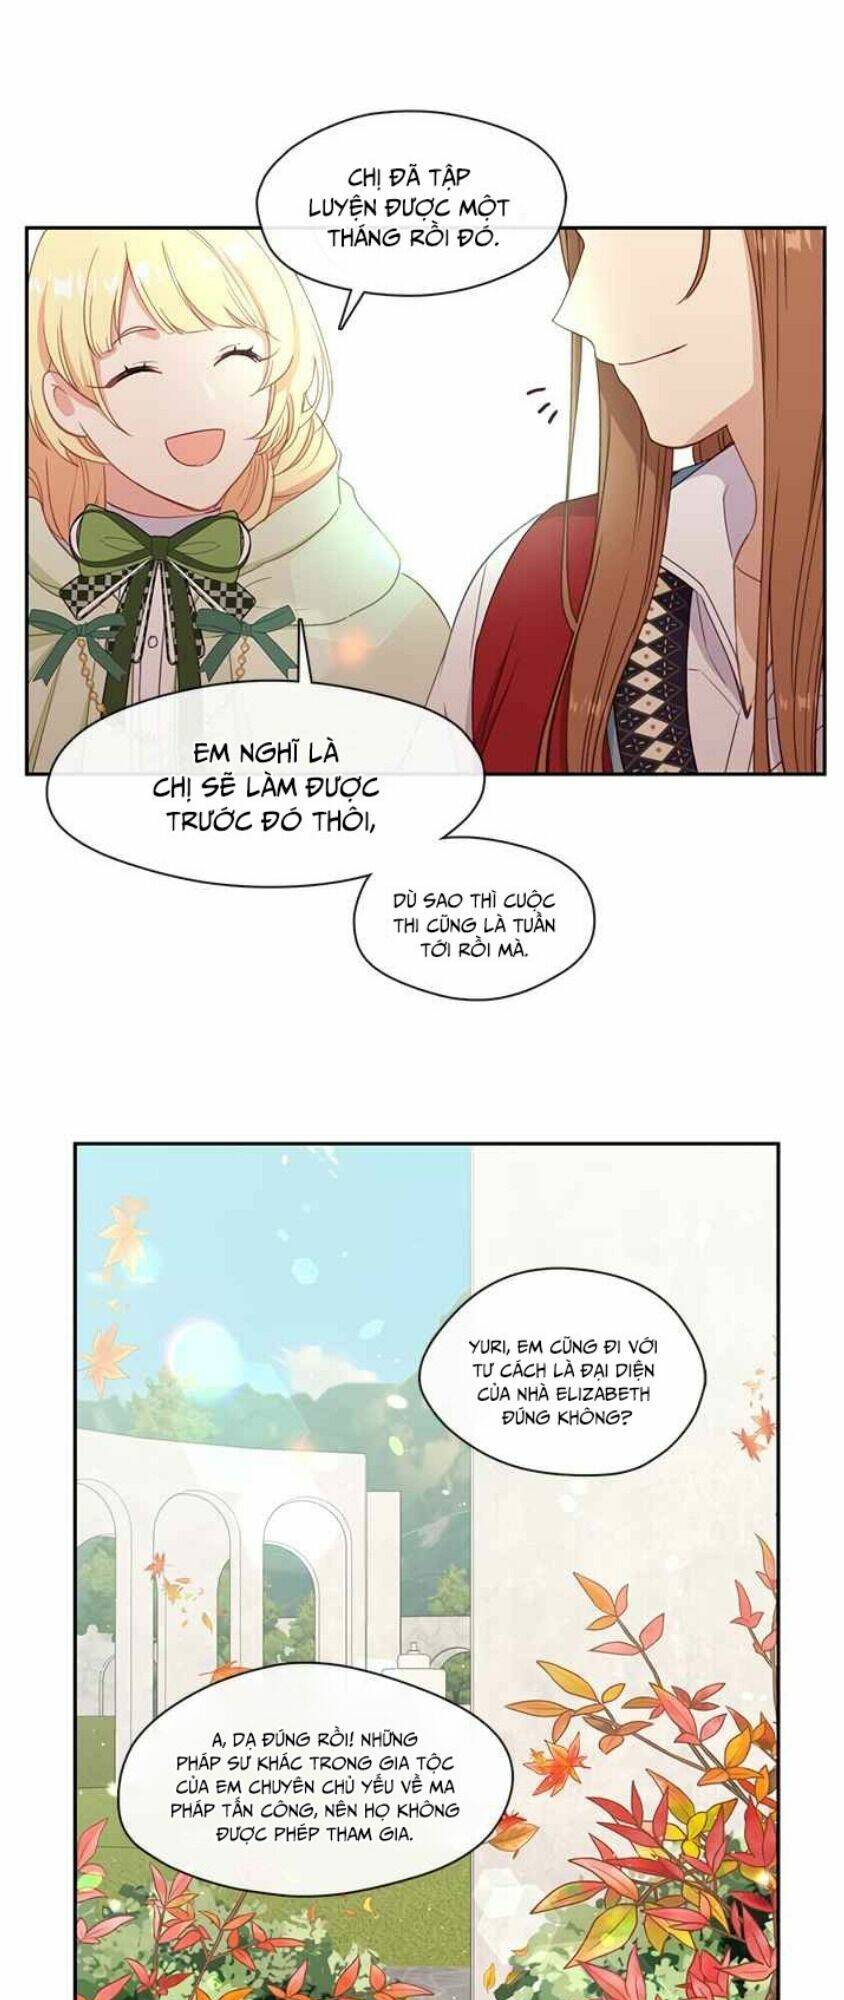 CHỊ ĐÃ TẬP
LUYỆN ĐƯỢC MỘT
THÁNG RỒI ĐÓ.
EM NGHĨ LÀ
CHỊ SẼ LÀM ĐƯỢC
TRƯỚC ĐÓ THÔI,
DÙ SAO THÌ CUỘC
THI CŨNG LÀ TUẦN
TỚI RỒI MÀ.
YURI, EM CŨNG ĐI VỚI
TƯ CÁCH LÀ ĐẠI DIỆN
CỦA NHÀ ELIZABETH
ĐÚNG KHÔNG?
A, DẠ ĐÚNG RỒI! NHỮNG
PHÁP SƯ KHÁC TRONG GIA TỘC
CỦA EM CHUYÊN CHỦ YẾU VỀ MA
PHÁP TẤN CÔNG, NÊN HỌ KHÔNG
ĐƯỢC PHÉP THAM GIA.